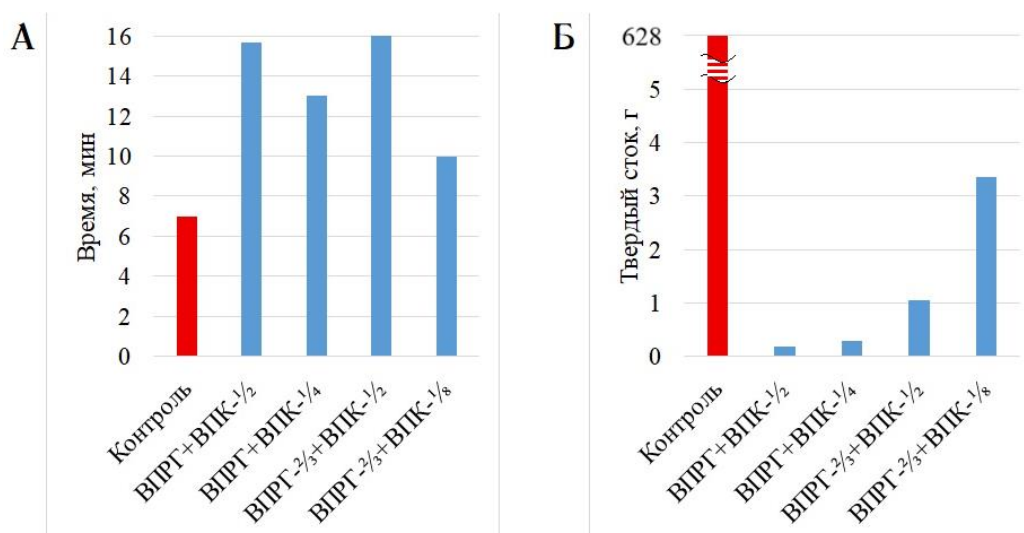 А
Время, мин
16
14
12
10
8
6
4
2
0
Контроль
ВПРГ+ВПК-½
ВПРГ+ВПК-¼
ВПРГ-⅔+ВПК-½
ВПРГ-⅔+ВПК-⅛
Б
Твердый сток, г
628
5
4
3
2
1
0
Контроль
ВПРГ+ВПК-½
ВПРГ+ВПК-¼
ВПРГ-⅔+ВПК-½
ВПРГ-⅔+ВПК-⅛